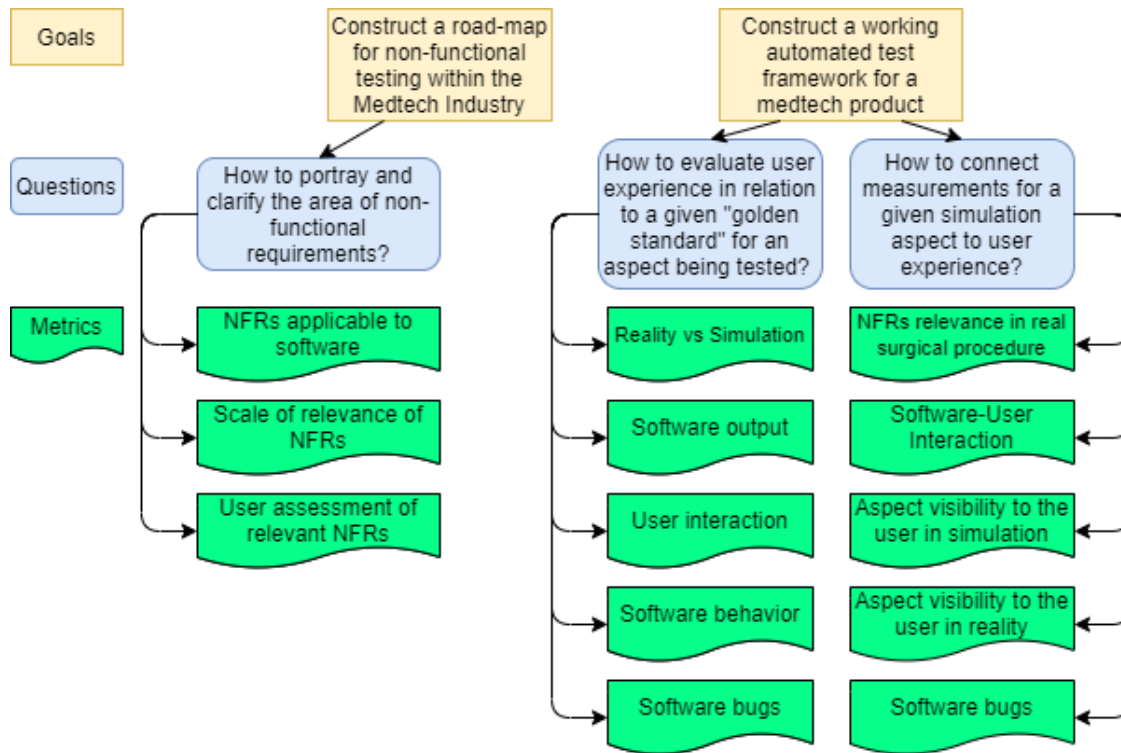 Goals
Construct a road-map
for non-functional
testing within the
Medtech Industry
Construct a working
automated test
framework for a
medtech product
Questions
How to portray and
clarify the area of non-
functional
requirements?
How to evaluate user
experience in relation
to a given "golden
standard" for an
aspect being tested?
How to connect
measurements for a
given simulation
aspect to user
experience?
Metrics
NFRs applicable to
software
Scale of relevance of
NFRs
User assessment of
relevant NFRs
Reality vs Simulation
Software output
User interaction
Software behavior
Software bugs
NFRs relevance in real
surgical procedure
Software-User
Interaction
Aspect visibility to the
user in simulation
Aspect visibility to the
user in reality
Software bugs